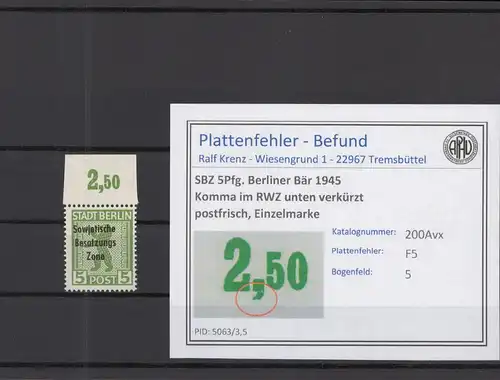 2,50
STADT BERLIN
Sowjetische
Besatzungs
Zone
5 POST 5
Plattenfehler - Befund
Ralf Krenz - Wiesengrund 1 - 22967 Tremsbüttel
SBZ 5Pfg. Berliner Bär 1945
Komma im RWZ unten verkürzt
postfrisch, Einzelmarke
Katalognummer: 200Avx
Plattenfehler: F5
Bogenfeld: 5
2,50
PID: 5063/3,5